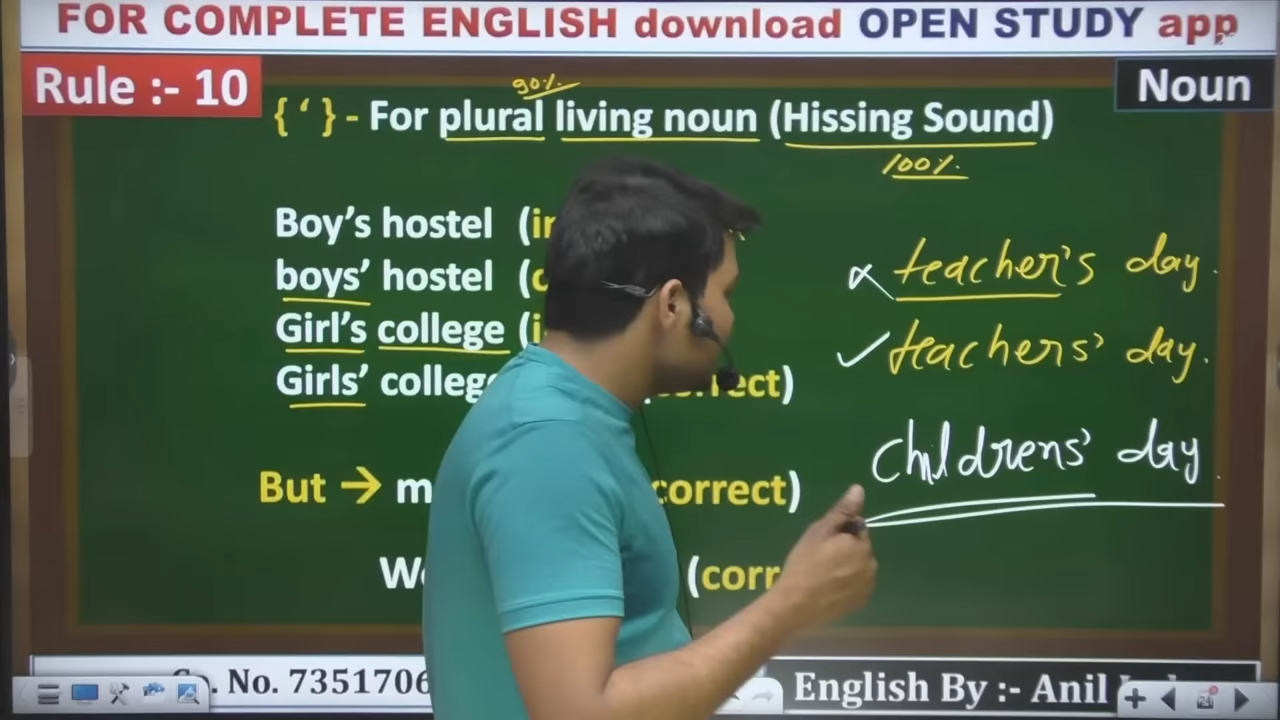 FOR COMPLETE ENGLISH download OPEN STUDY app
Rule :- 10
Noun
90%
{ ‘ } - For plural living noun (Hissing Sound)
100%
Boy’s hostel
boys’ hostel
Girl’s college
Girls’
correct)
But → correct)
teacher's day.
teachers' day.
childrens' day.
No. 7351706
English By :- Anil
24